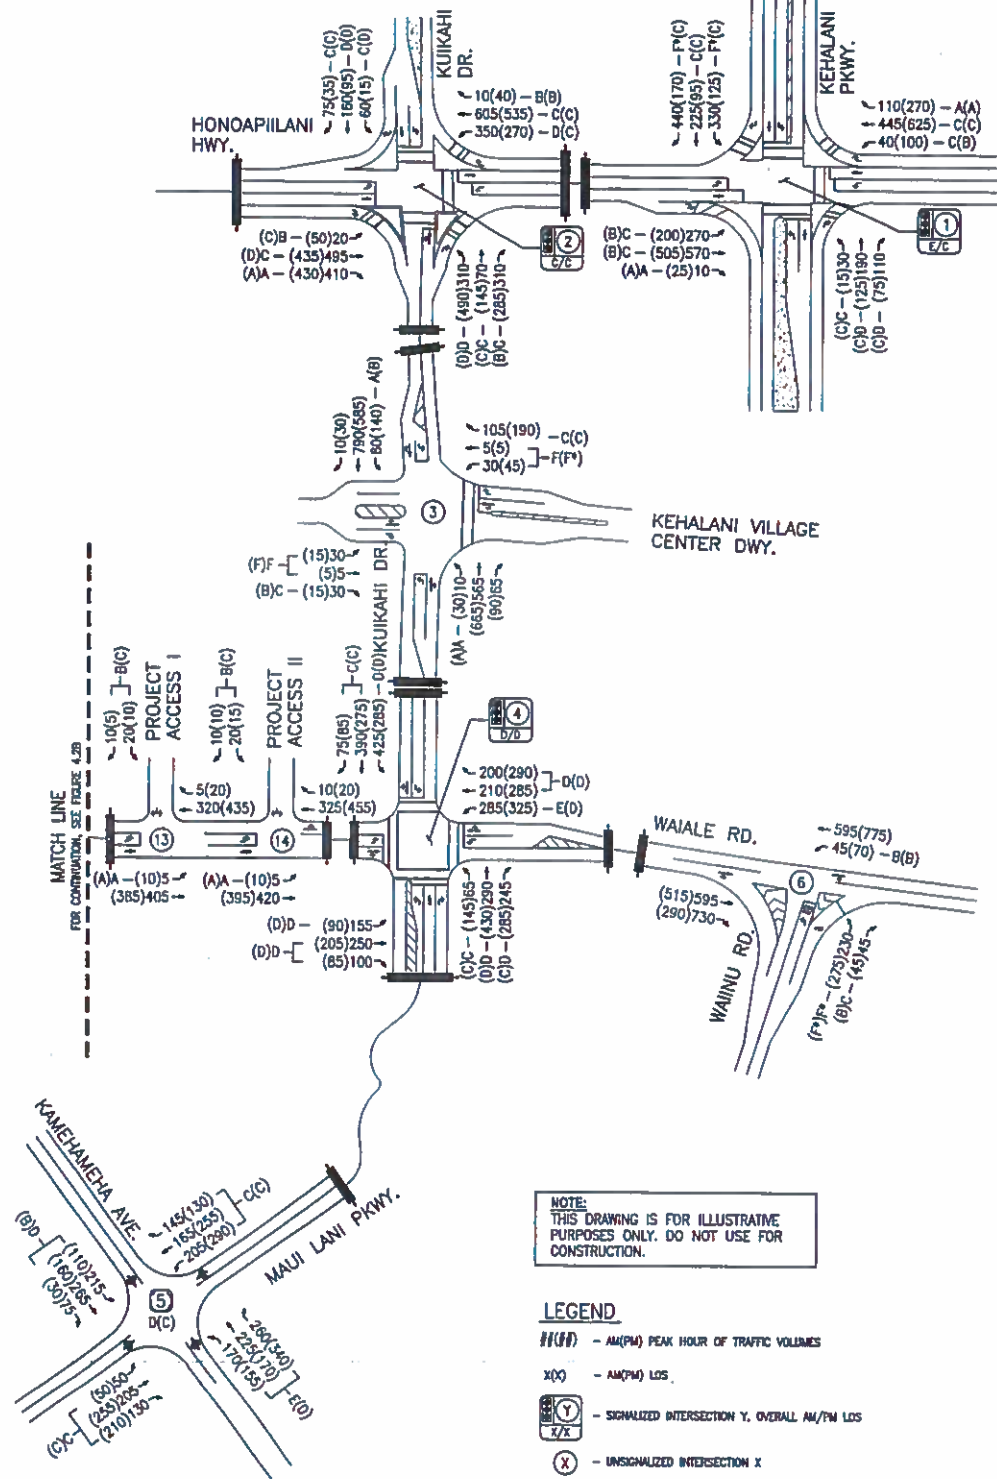 KUIKAHI
DR.
75(35) – C(C)
160(95) – D(D)
60(15) – C(D)
10(40) – B(B)
605(535) – C(C)
350(270) – D(C)
HONOAPIILANI
HWY.
440(170) – F*(C)
225(95) – C(C)
330(125) – F*(C)
KEHALANI
PKWY.
110(270) – A(A)
445(625) – C(C)
40(100) – C(B)
(C)B – (50)20
(D)C – (435)495
(A)A – (430)410
2
C/C
(B)C – (200)270
(B)C – (505)570
(A)A – (25)10
1
E/C
(D)D – (490)310
(C)C – (145)70
(B)C – (285)310
(C)C – (15)30
(C)D – (125)190
(C)D – (75)110
10(30)
790(585)
80(140) – A(B)
105(190) – C(C)
5(5)
30(45)
F(F*)
3
KEHALANI VILLAGE
CENTER DWY.
(F)F
(15)30
(5)5
(B)C – (15)30
KUIKAHI DR.
(A)A – (30)10
(665)565
(90)65
MATCH LINE
FOR CONTINUATION, SEE FIGURE 4.2B
10(5)
20(10)
B(C)
PROJECT
ACCESS I
10(10)
20(15)
B(C)
PROJECT
ACCESS II
75(85)
390(275)
C(C)
425(285) – D(D)
4
D/D
5(20)
320(435)
10(20)
325(455)
200(290)
210(285)
D(D)
285(325) – E(D)
13
14
(A)A – (10)5
(385)405
(A)A – (10)5
(395)420
WAIALE RD.
595(775)
45(70) – B(B)
6
(515)595
(290)730
WAIINU RD.
(F*)F* – (275)230
(B)C – (45)45
(D)D – (90)155
(D)D
(205)250
(85)100
(C)C – (145)65
(D)D – (430)290
(C)D – (285)245
KAMEHAMEHA AVE.
145(130)
165(255)
205(290)
C(C)
MAUI LANI PKWY.
(B)D
(110)215
(160)265
(30)75
5
D(C)
260(340)
225(170)
170(155)
E(D)
(C)C
(50)50
(255)205
(210)130
NOTE:
THIS DRAWING IS FOR ILLUSTRATIVE
PURPOSES ONLY. DO NOT USE FOR
CONSTRUCTION.
LEGEND
##(##) – AM(PM) PEAK HOUR OF TRAFFIC VOLUMES
X(X) – AM(PM) LOS
Y
X/X
– SIGNALIZED INTERSECTION Y, OVERALL AM/PM LOS
X – UNSIGNALIZED INTERSECTION X